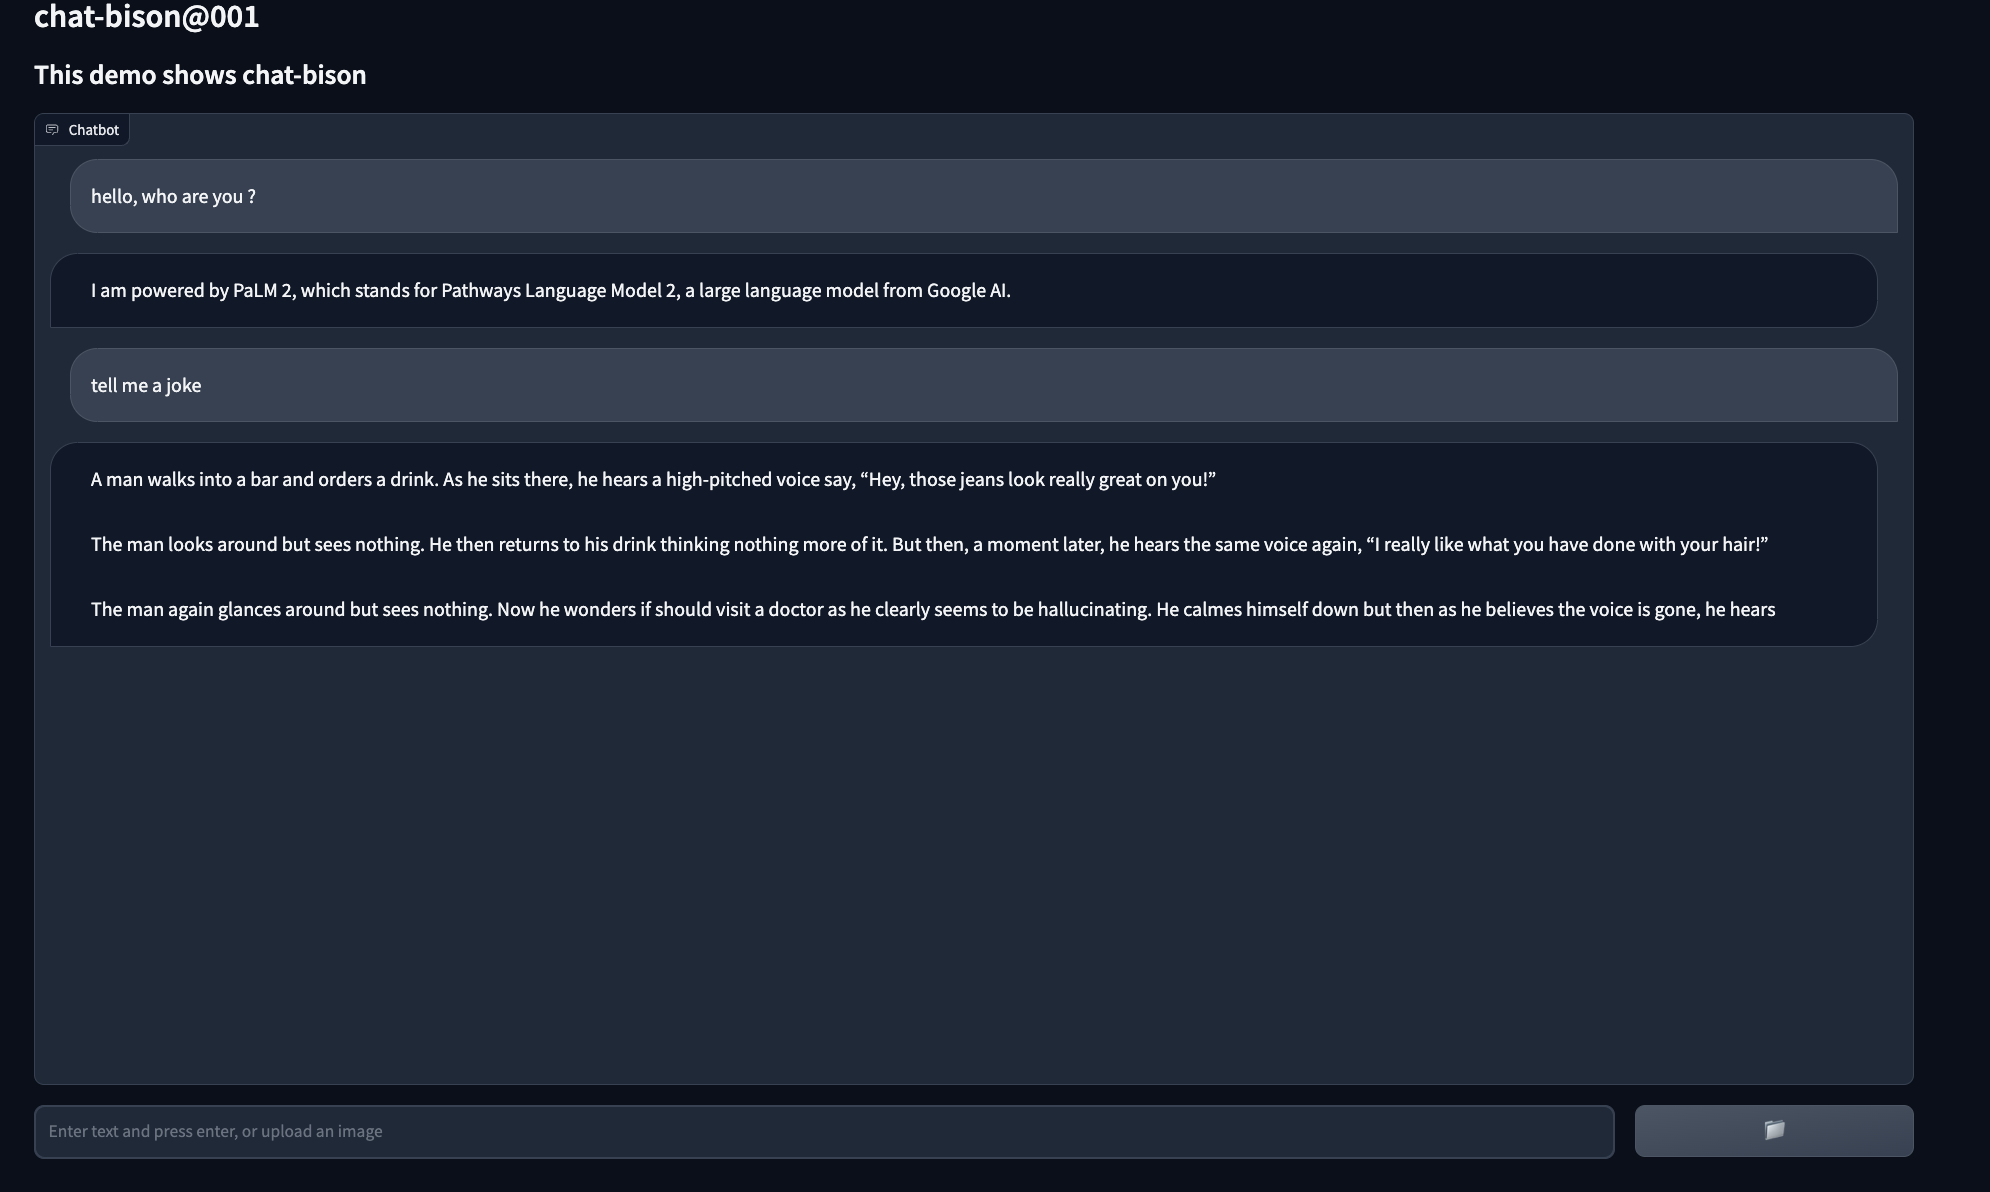 chat-bison@001
This demo shows chat-bison
Chatbot
hello, who are you ?
I am powered by PaLM 2, which stands for Pathways Language Model 2, a large language model from Google AI.
tell me a joke
A man walks into a bar and orders a drink. As he sits there, he hears a high-pitched voice say, “Hey, those jeans look really great on you!”
The man looks around but sees nothing. He then returns to his drink thinking nothing more of it. But then, a moment later, he hears the same voice again, “I really like what you have done with your hair!”
The man again glances around but sees nothing. Now he wonders if should visit a doctor as he clearly seems to be hallucinating. He calmes himself down but then as he believes the voice is gone, he hears
Enter text and press enter, or upload an image